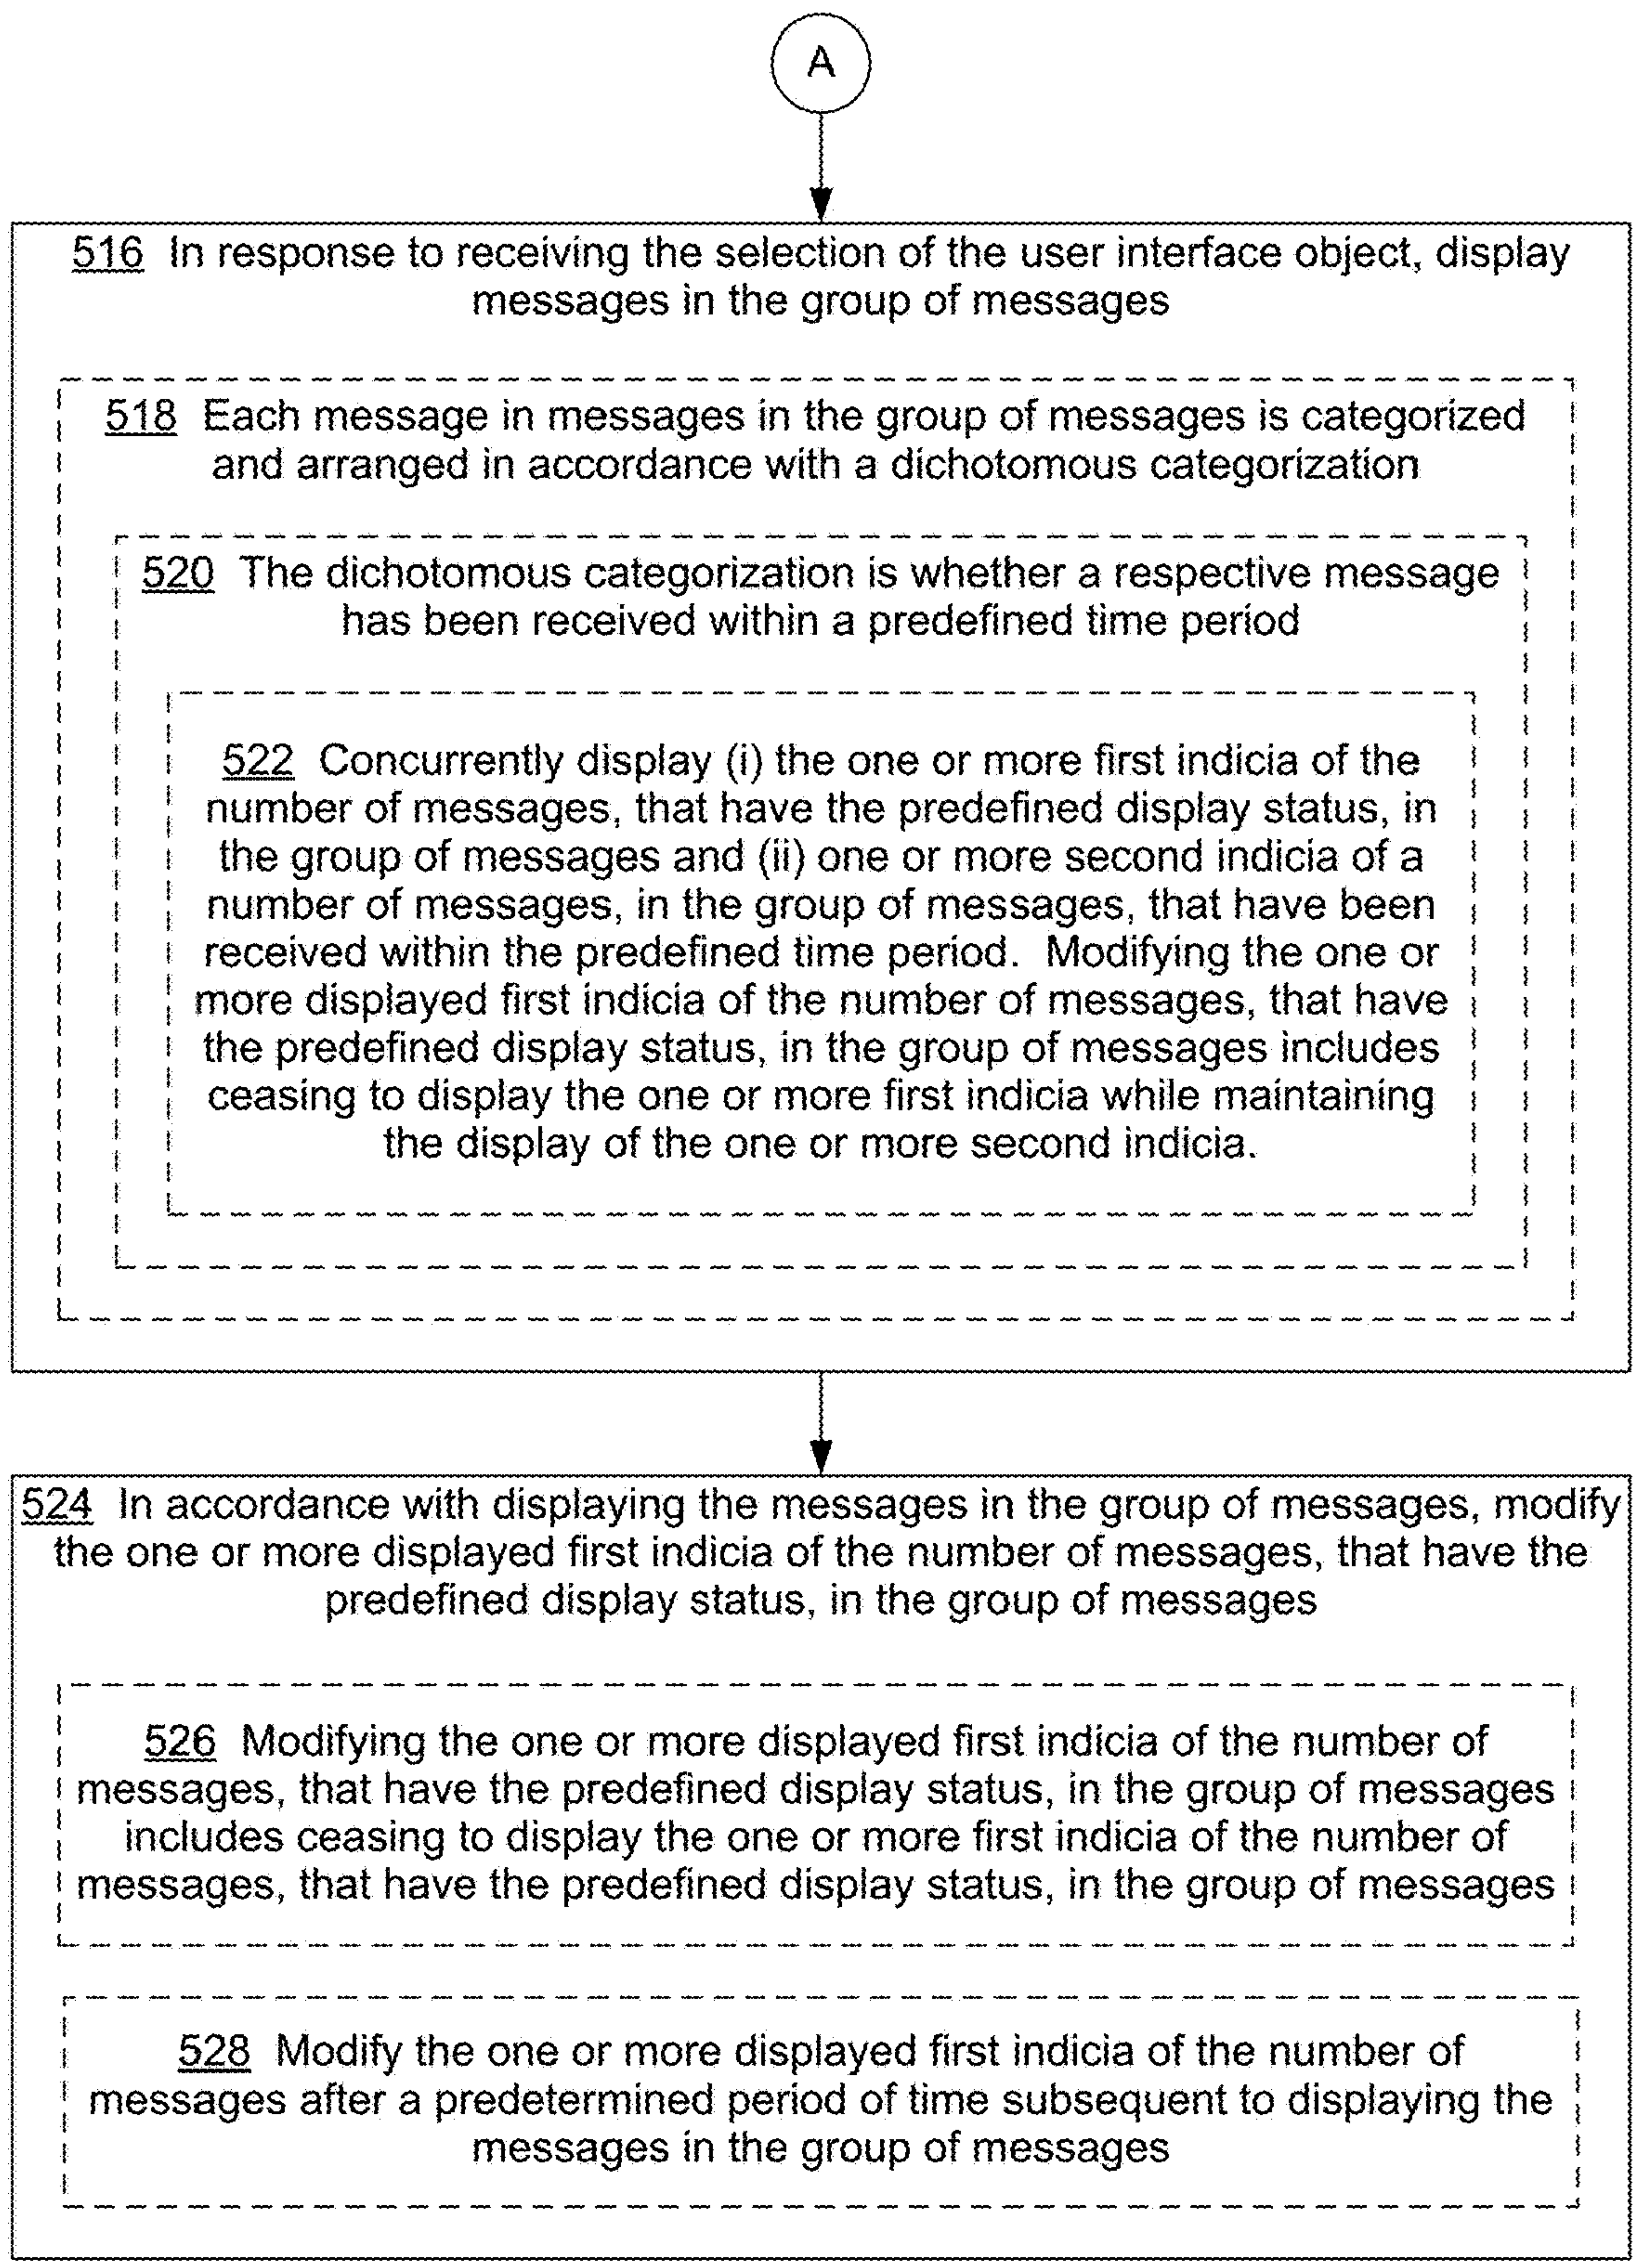 A
516 In response to receiving the selection of the user interface object, display
messages in the group of messages
518 Each message in messages in the group of messages is categorized
and arranged in accordance with a dichotomous categorization
520 The dichotomous categorization is whether a respective message
has been received within a predefined time period
522 Concurrently display (i) the one or more first indicia of the
number of messages, that have the predefined display status, in
the group of messages and (ii) one or more second indicia of a
number of messages, in the group of messages, that have been
received within the predefined time period. Modifying the one or
more displayed first indicia of the number of messages, that have
the predefined display status, in the group of messages includes
ceasing to display the one or more first indicia while maintaining
the display of the one or more second indicia.
524 In accordance with displaying the messages in the group of messages, modify
the one or more displayed first indicia of the number of messages, that have the
predefined display status, in the group of messages
526 Modifying the one or more displayed first indicia of the number of
messages, that have the predefined display status, in the group of messages
includes ceasing to display the one or more first indicia of the number of
messages, that have the predefined display status, in the group of messages
528 Modify the one or more displayed first indicia of the number of
messages after a predetermined period of time subsequent to displaying the
messages in the group of messages